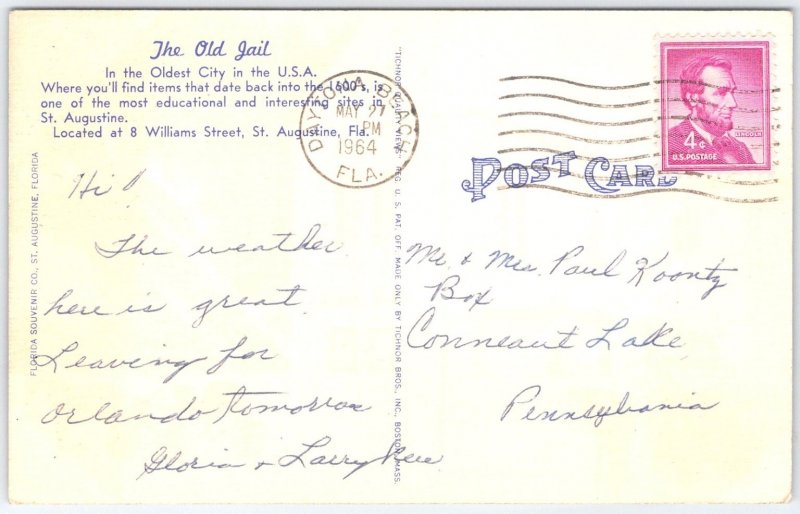 The Old Jail
In the Oldest City in the U.S.A.
Where you'll find items that date back into the 1600's, is
one of the most educational and interesting sites in
St. Augustine.
Located at 8 Williams Street, St. Augustine, Fla.
FLORIDA SOUVENIR CO., ST. AUGUSTINE, FLORIDA
Hi!
The weather
here is great.
Leaving for
Orlando tomorrow
Gloria & Larry
"TICHNOR QUALITY VIEWS" REG. U. S. PAT. OFF. MADE ONLY BY TICHNOR BROS., INC., BOSTON, MASS.
DAYTONA BEACH
MAY 27
PM
1964
FLA.
4¢
LINCOLN
U.S. POSTAGE
POST CARD
Mr. & Mrs. Paul Koontz
Box
Conneaut Lake
Pennsylvania